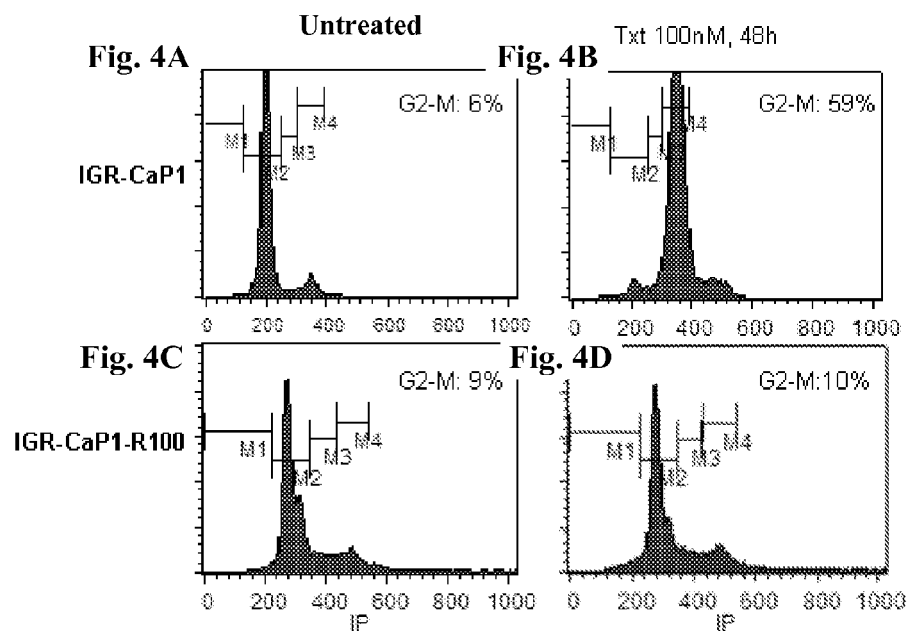 Untreated
Txt 100nM, 48h
Fig. 4A
Fig. 4B
IGR-CaP1
G2-M: 6%
M1
M2
M3
M4
0 200 400 600 800 1000
G2-M: 59%
M1
M2
M
M4
0 200 400 600 800 1000
Fig. 4C
Fig. 4D
IGR-CaP1-R100
G2-M: 9%
M1
M2
M3
M4
0 200 400 600 800 1000
IP
G2-M:10%
M1
M2
M3
M4
0 200 400 600 800 1000
IP